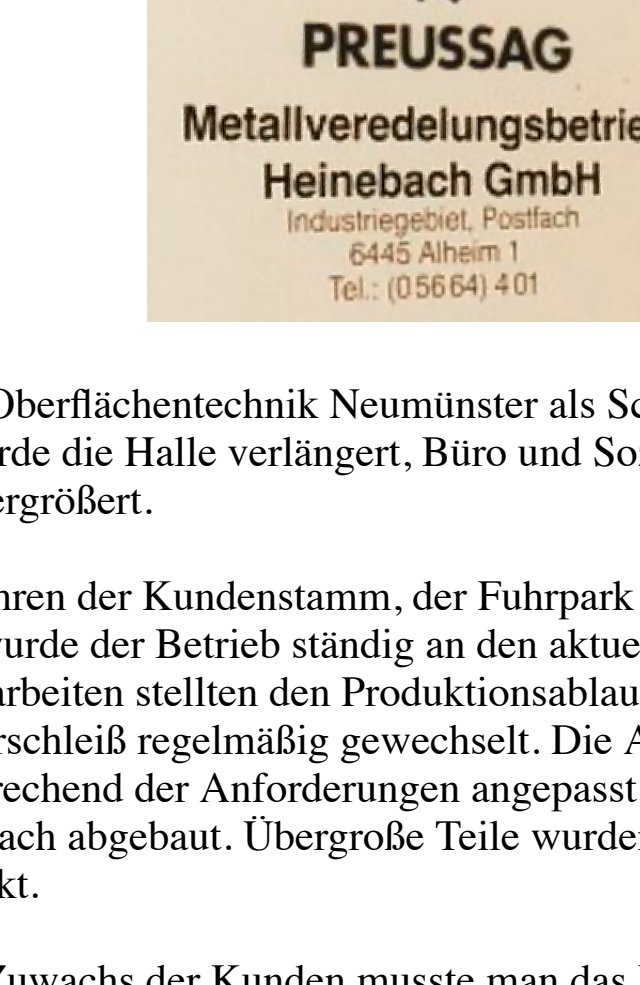 PREUSSAG
Metallveredelungsbetrie
Heinebach GmbH
Industriegebiet, Postfach
6445 Alheim 1
Tel.: (05664) 401
Oberflächentechnik Neumünster als Sc
rde die Halle verlängert, Büro und Soz
ergrößert.
hren der Kundenstamm, der Fuhrpark
wurde der Betrieb ständig an den aktue
arbeiten stellten den Produktionsablau
rschleiß regelmäßig gewechselt. Die A
rechend der Anforderungen angepasst
ach abgebaut. Übergroße Teile wurde
kt.
Zuwachs der Kunden musste man das